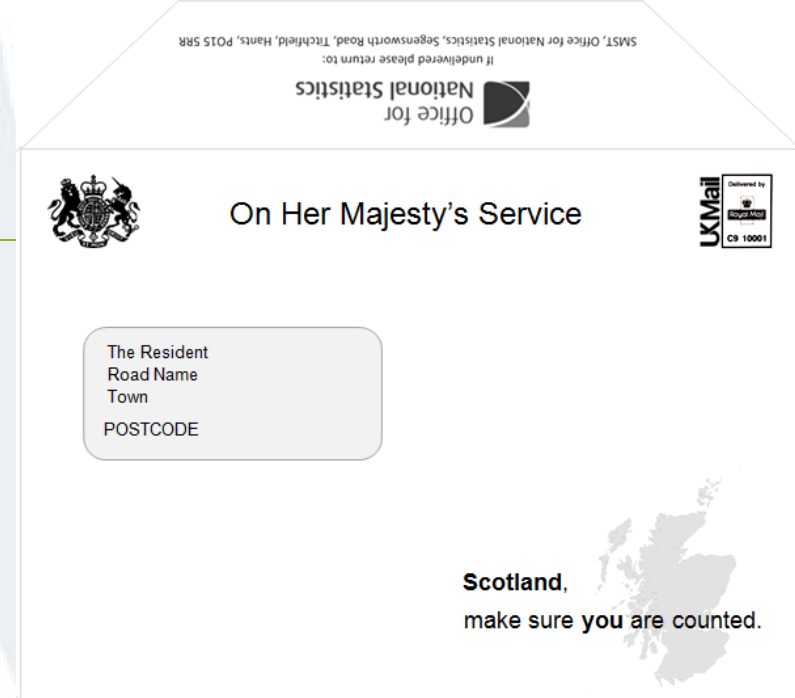 SMST, Office for National Statistics, Segensworth Road, Titchfield, Hants, PO15 5RR
If undelivered please return to:
Office for
National Statistics
On Her Majesty’s Service
UKMail
Delivered by
Royal Mail
C9 10001
The Resident
Road Name
Town
POSTCODE
Scotland,
make sure you are counted.